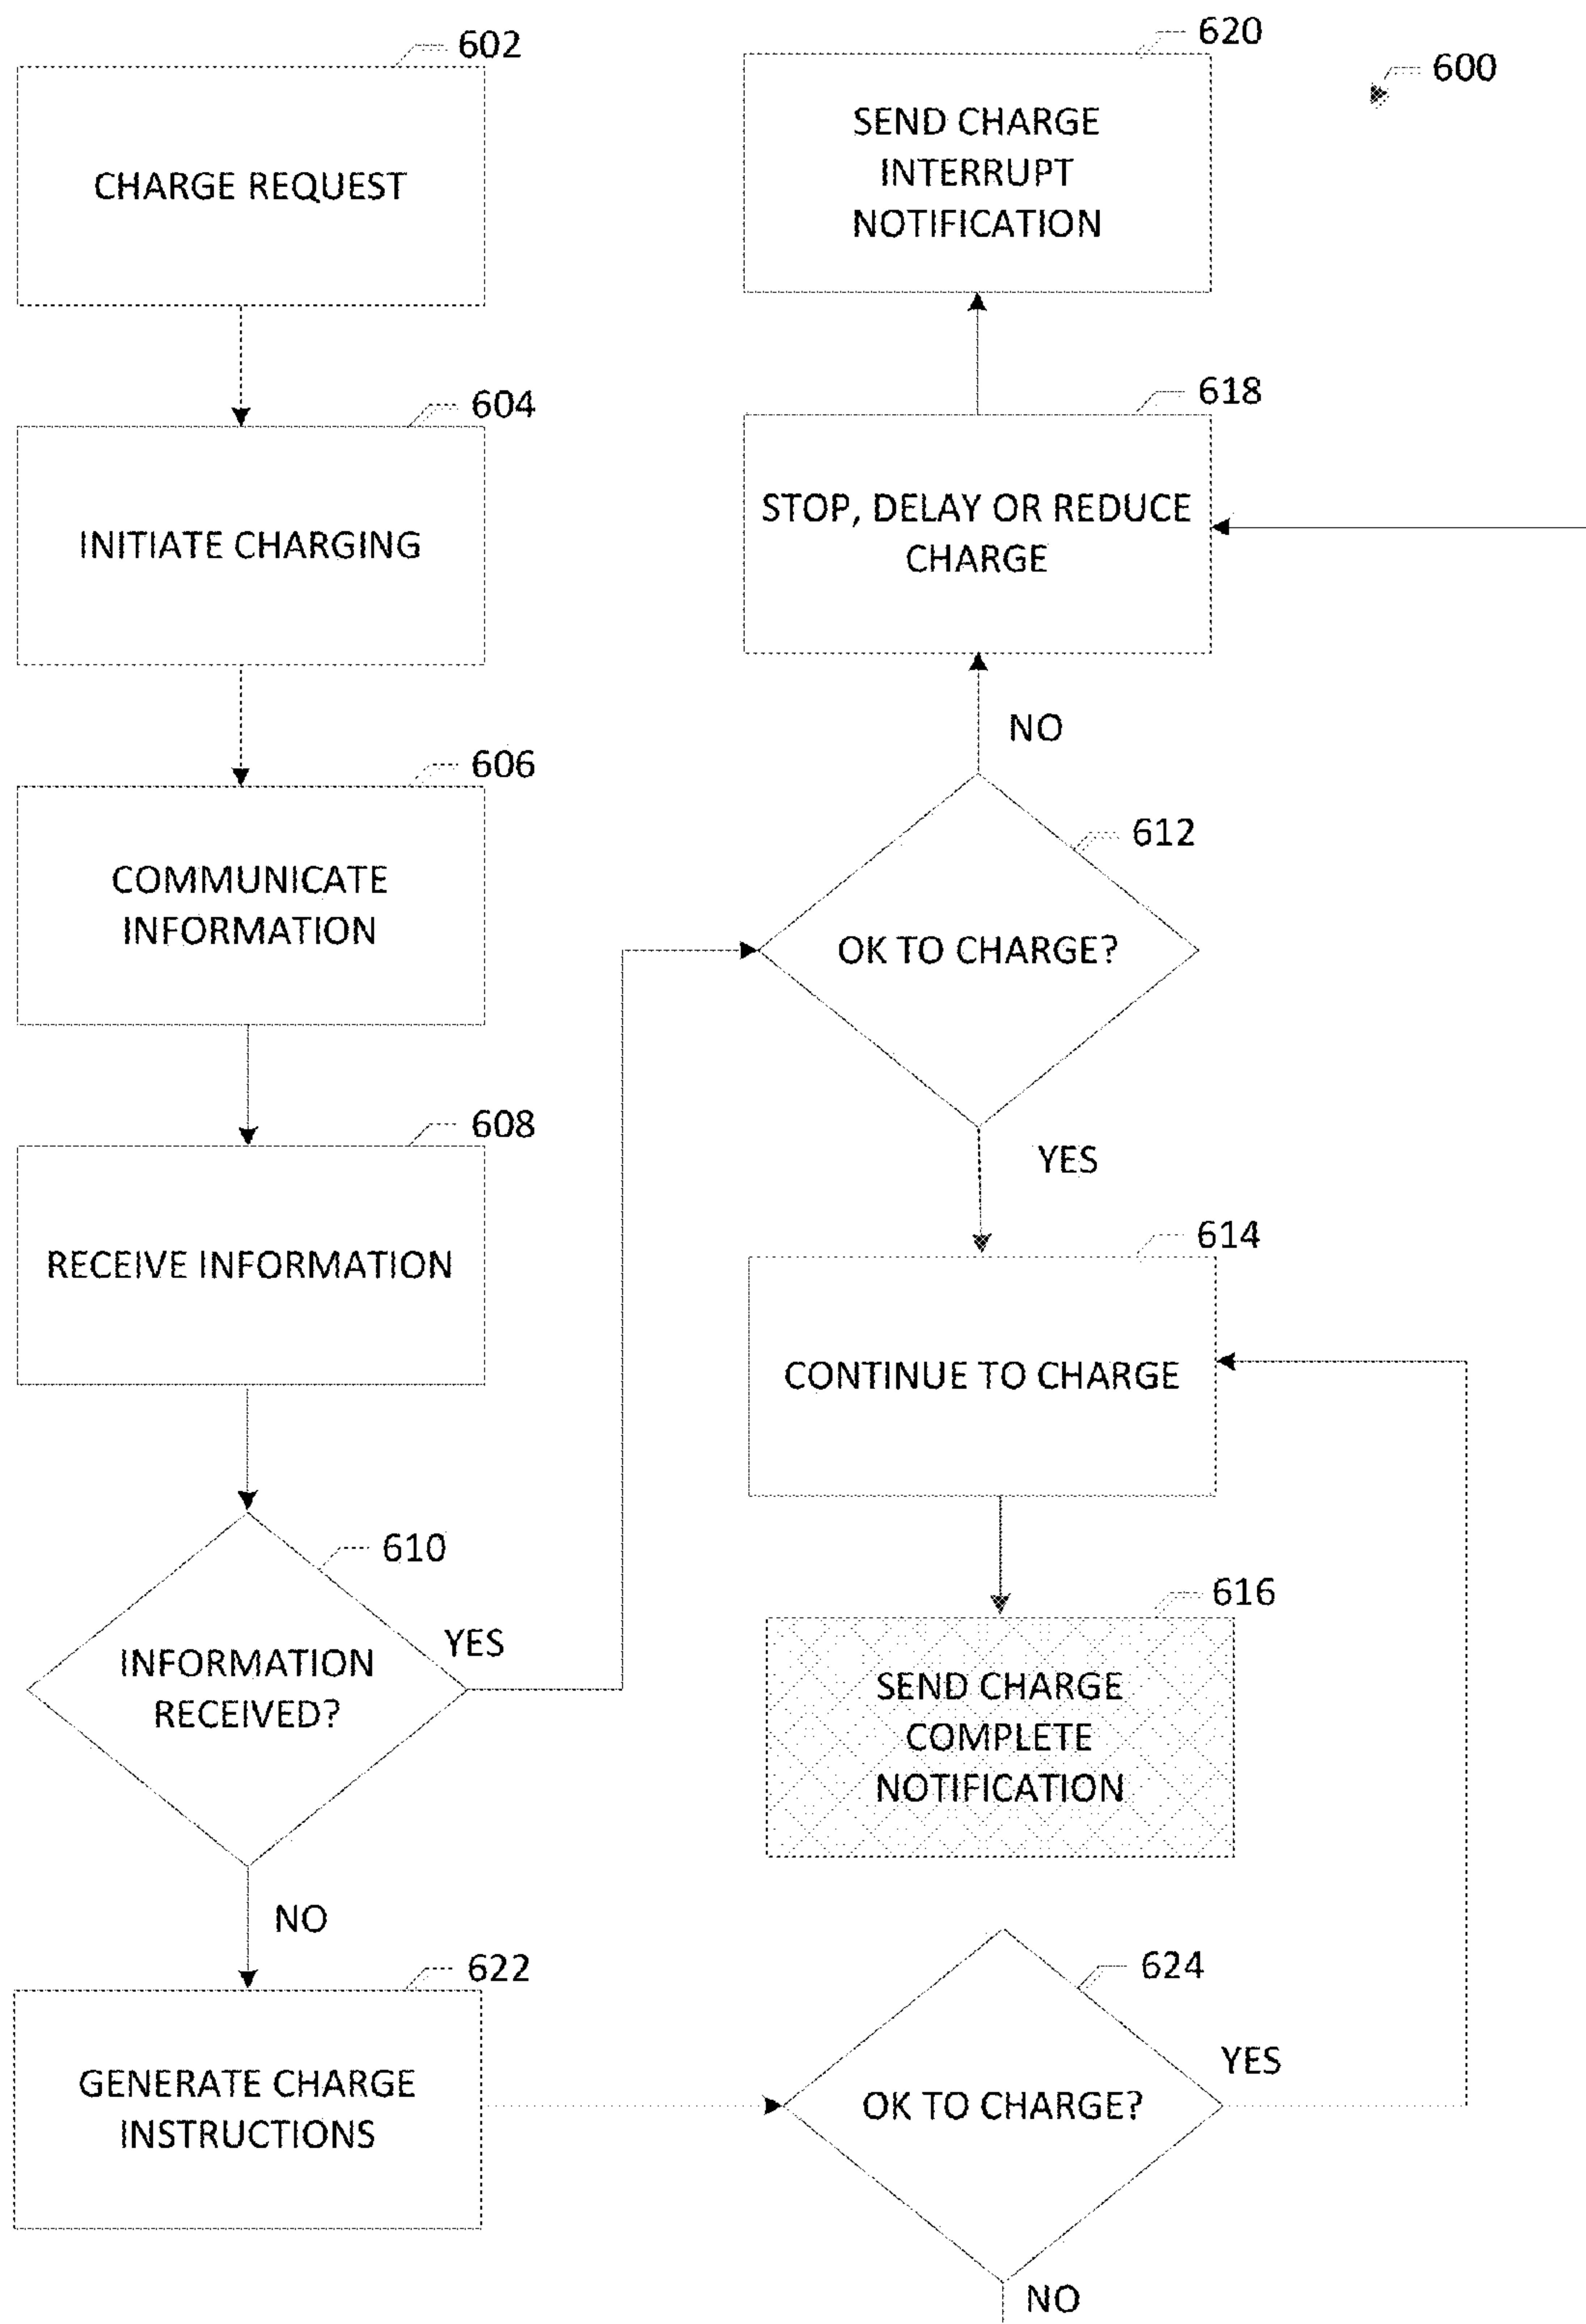 602
CHARGE REQUEST
604
INITIATE CHARGING
606
COMMUNICATE
INFORMATION
608
RECEIVE INFORMATION
610
INFORMATION
RECEIVED?
YES
NO
622
GENERATE CHARGE
INSTRUCTIONS
620
SEND CHARGE
INTERRUPT
NOTIFICATION
600
618
STOP, DELAY OR REDUCE
CHARGE
NO
612
OK TO CHARGE?
YES
614
CONTINUE TO CHARGE
616
SEND CHARGE
COMPLETE
NOTIFICATION
624
OK TO CHARGE?
YES
NO